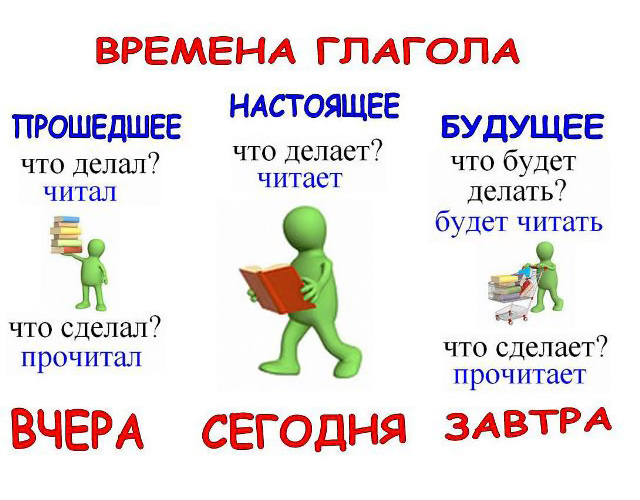 ВРЕМЕНА ГЛАГОЛА
ПРОШЕДШЕЕ
что делал?
читал
что сделал?
прочитал
ВЧЕРА
НАСТОЯЩЕЕ
что делает?
читает
СЕГОДНЯ
БУДУЩЕЕ
что будет
делать?
будет читать
что сделает?
прочитает
ЗАВТРА